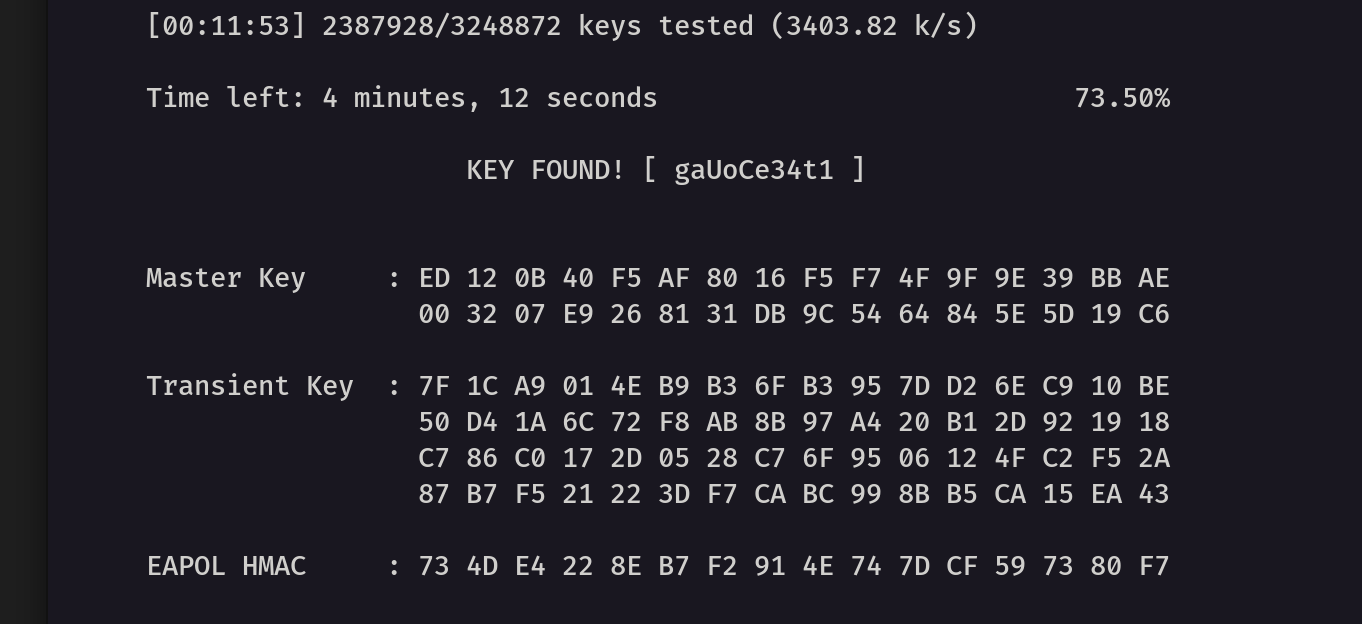 [00:11:53] 2387928/3248872 keys tested (3403.82 k/s)
Time left: 4 minutes, 12 seconds 73.50%
KEY FOUND! [ gaUoCe34t1 ]
Master Key : ED 12 0B 40 F5 AF 80 16 F5 F7 4F 9F 9E 39 BB AE
00 32 07 E9 26 81 31 DB 9C 54 64 84 5E 5D 19 C6
Transient Key : 7F 1C A9 01 4E B9 B3 6F B3 95 7D D2 6E C9 10 BE
50 D4 1A 6C 72 F8 AB 8B 97 A4 20 B1 2D 92 19 18
C7 86 C0 17 2D 05 28 C7 6F 95 06 12 4F C2 F5 2A
87 B7 F5 21 22 3D F7 CA BC 99 8B B5 CA 15 EA 43
EAPOL HMAC : 73 4D E4 22 8E B7 F2 91 4E 74 7D CF 59 73 80 F7